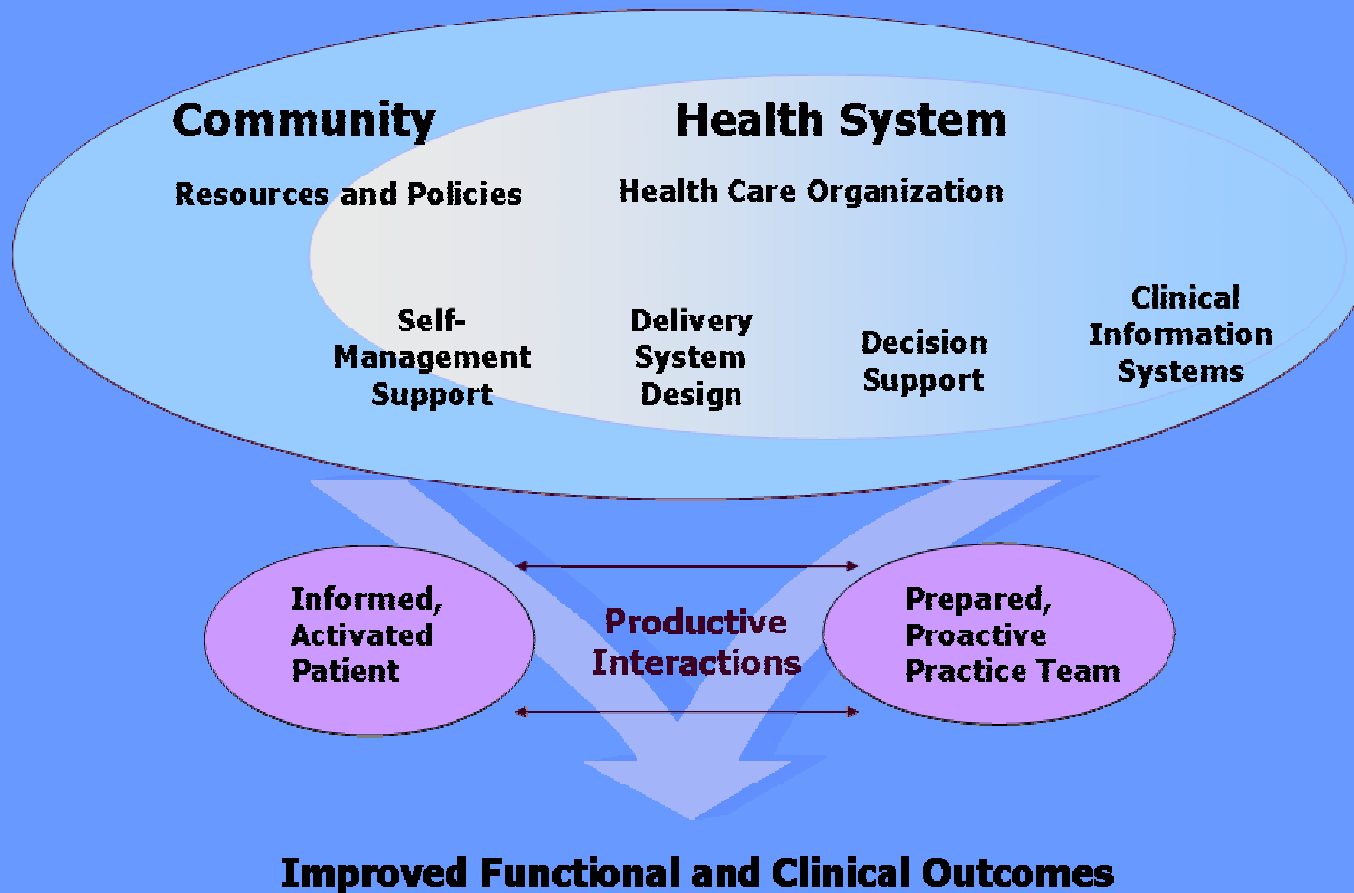 Community
Health System
Resources and Policies
Health Care Organization
Self-
Management
Support
Delivery
System
Design
Decision
Support
Clinical
Information
Systems
Informed,
Activated
Patient
Productive
Interactions
Prepared,
Proactive
Practice Team
Improved Functional and Clinical Outcomes